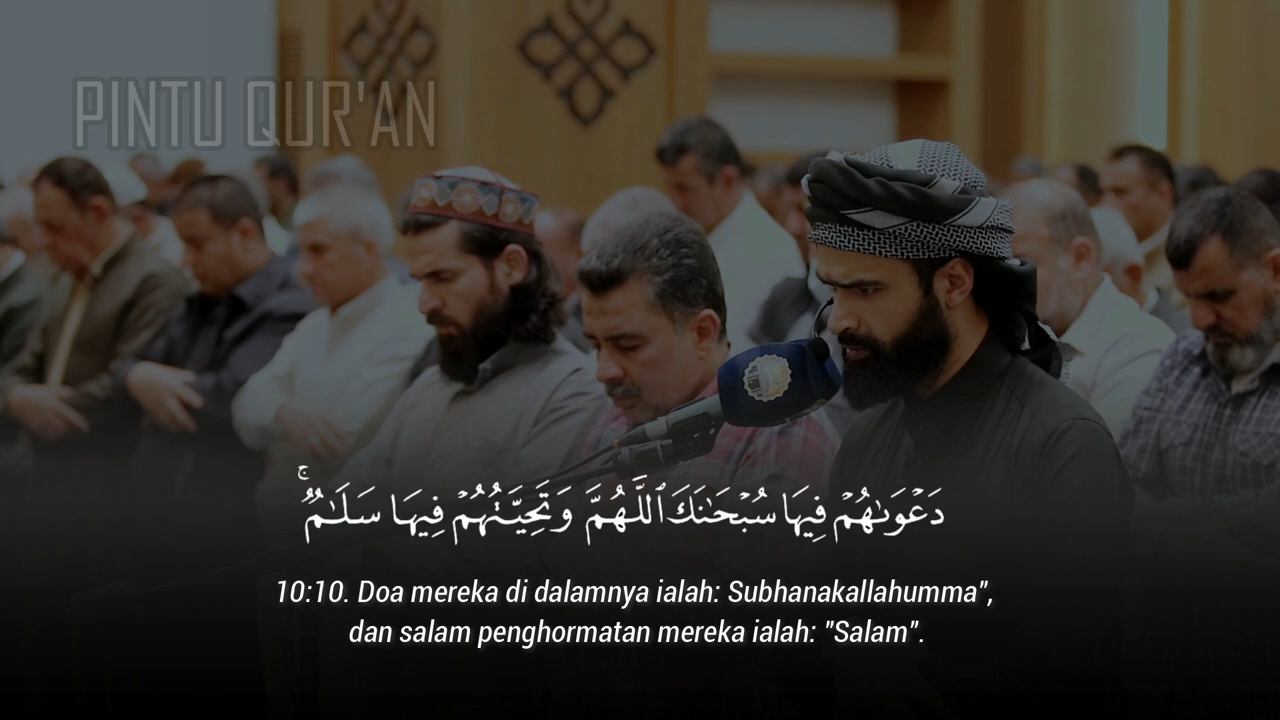 PINTU QUR'AN
دَعْوَىٰهُمْ فِيهَا سُبْحَـٰنَكَ ٱللَّـهُمَّ وَتَحِيَّتُهُمْ فِيهَا سَلَـٰمٌۭ ۚ
10:10. Doa mereka di dalamnya ialah: Subhanakallahumma",
dan salam penghormatan mereka ialah: "Salam".